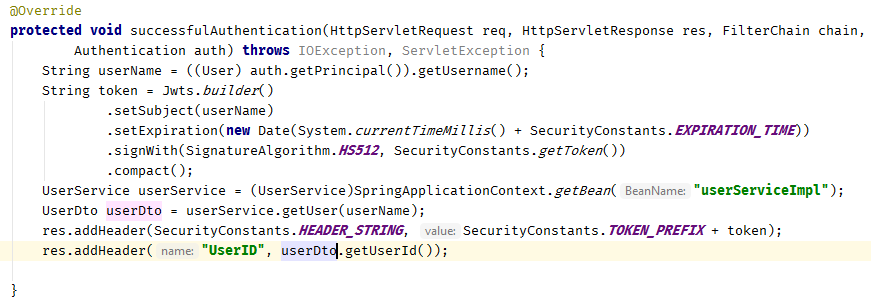 @Override
protected void successfulAuthentication(HttpServletRequest req, HttpServletResponse res, FilterChain chain,
        Authentication auth) throws IOException, ServletException {
    String userName = ((User) auth.getPrincipal()).getUsername();
    String token = Jwts.builder()
            .setSubject(userName)
            .setExpiration(new Date(System.currentTimeMillis() + SecurityConstants.EXPIRATION_TIME))
            .signWith(SignatureAlgorithm.HS512, SecurityConstants.getToken())
            .compact();
    UserService userService = (UserService)SpringApplicationContext.getBean( BeanName: "userServiceImpl");
    UserDto userDto = userService.getUser(userName);
    res.addHeader(SecurityConstants.HEADER_STRING, value: SecurityConstants.TOKEN_PREFIX + token);
    res.addHeader( name: "UserID", userDto.getUserId());
}